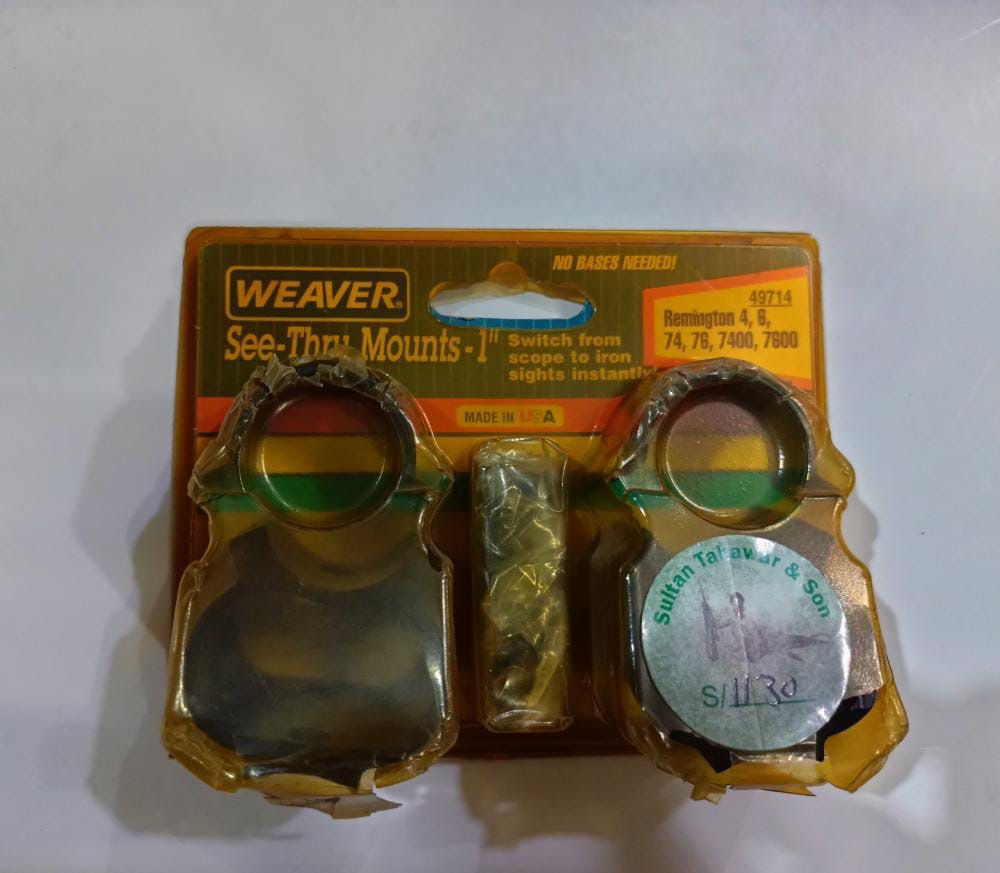 NO BASES NEEDED!
WEAVER®
See-Thru Mounts - 1"
Switch from
scope to iron
sights instantly
49714
Remington 4, 6,
74, 76, 7400, 7600
MADE IN USA
Sultan Tahawar & Son
S/ 1130